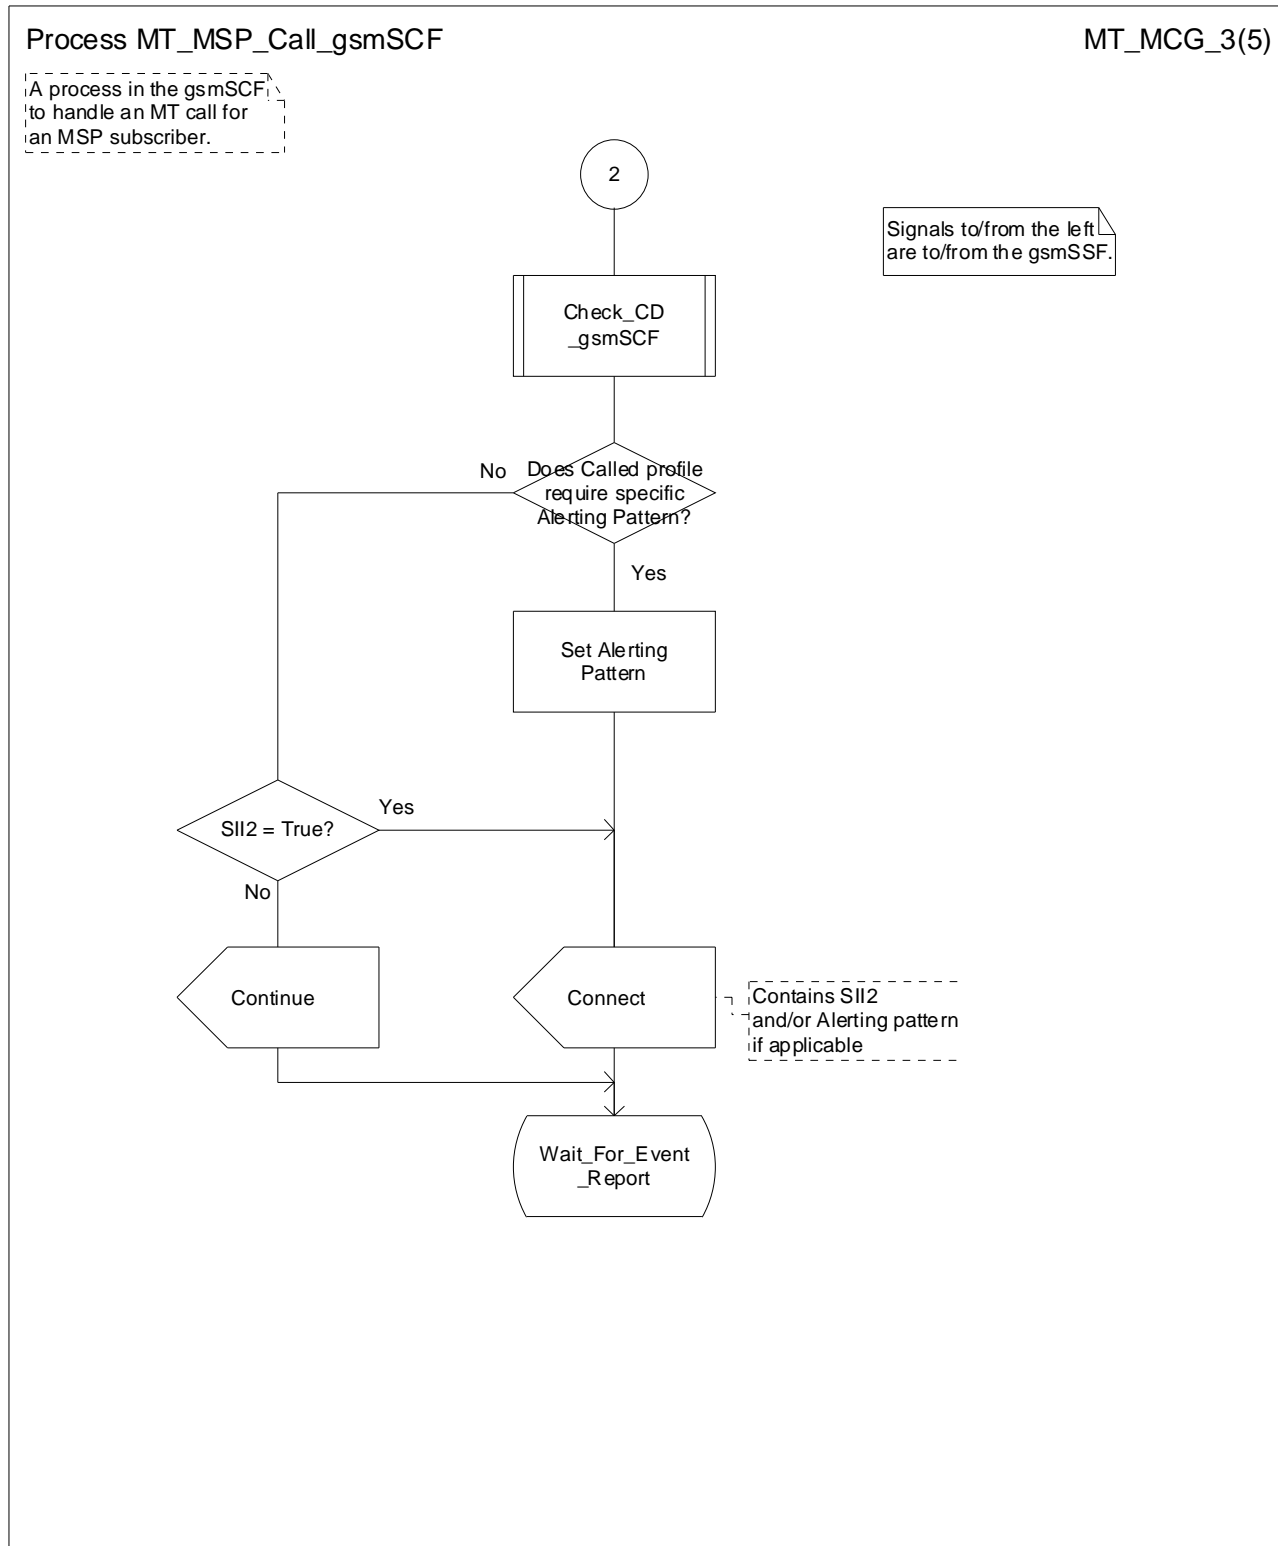 Process MT_MSP_Call_gsmSCF
MT_MCG_3(5)
A process in the gsmSCF
to handle an MT call for
an MSP subscriber.
2
Signals to/from the left
are to/from the gsmSSF.
Check_CD
_gsmSCF
No
Does Called profile
require specific
Alerting Pattern?
Yes
Set Alerting
Pattern
SII2 = True?
Yes
No
Continue
Connect
Contains SII2
and/or Alerting pattern
if applicable
Wait_For_Event
_Report